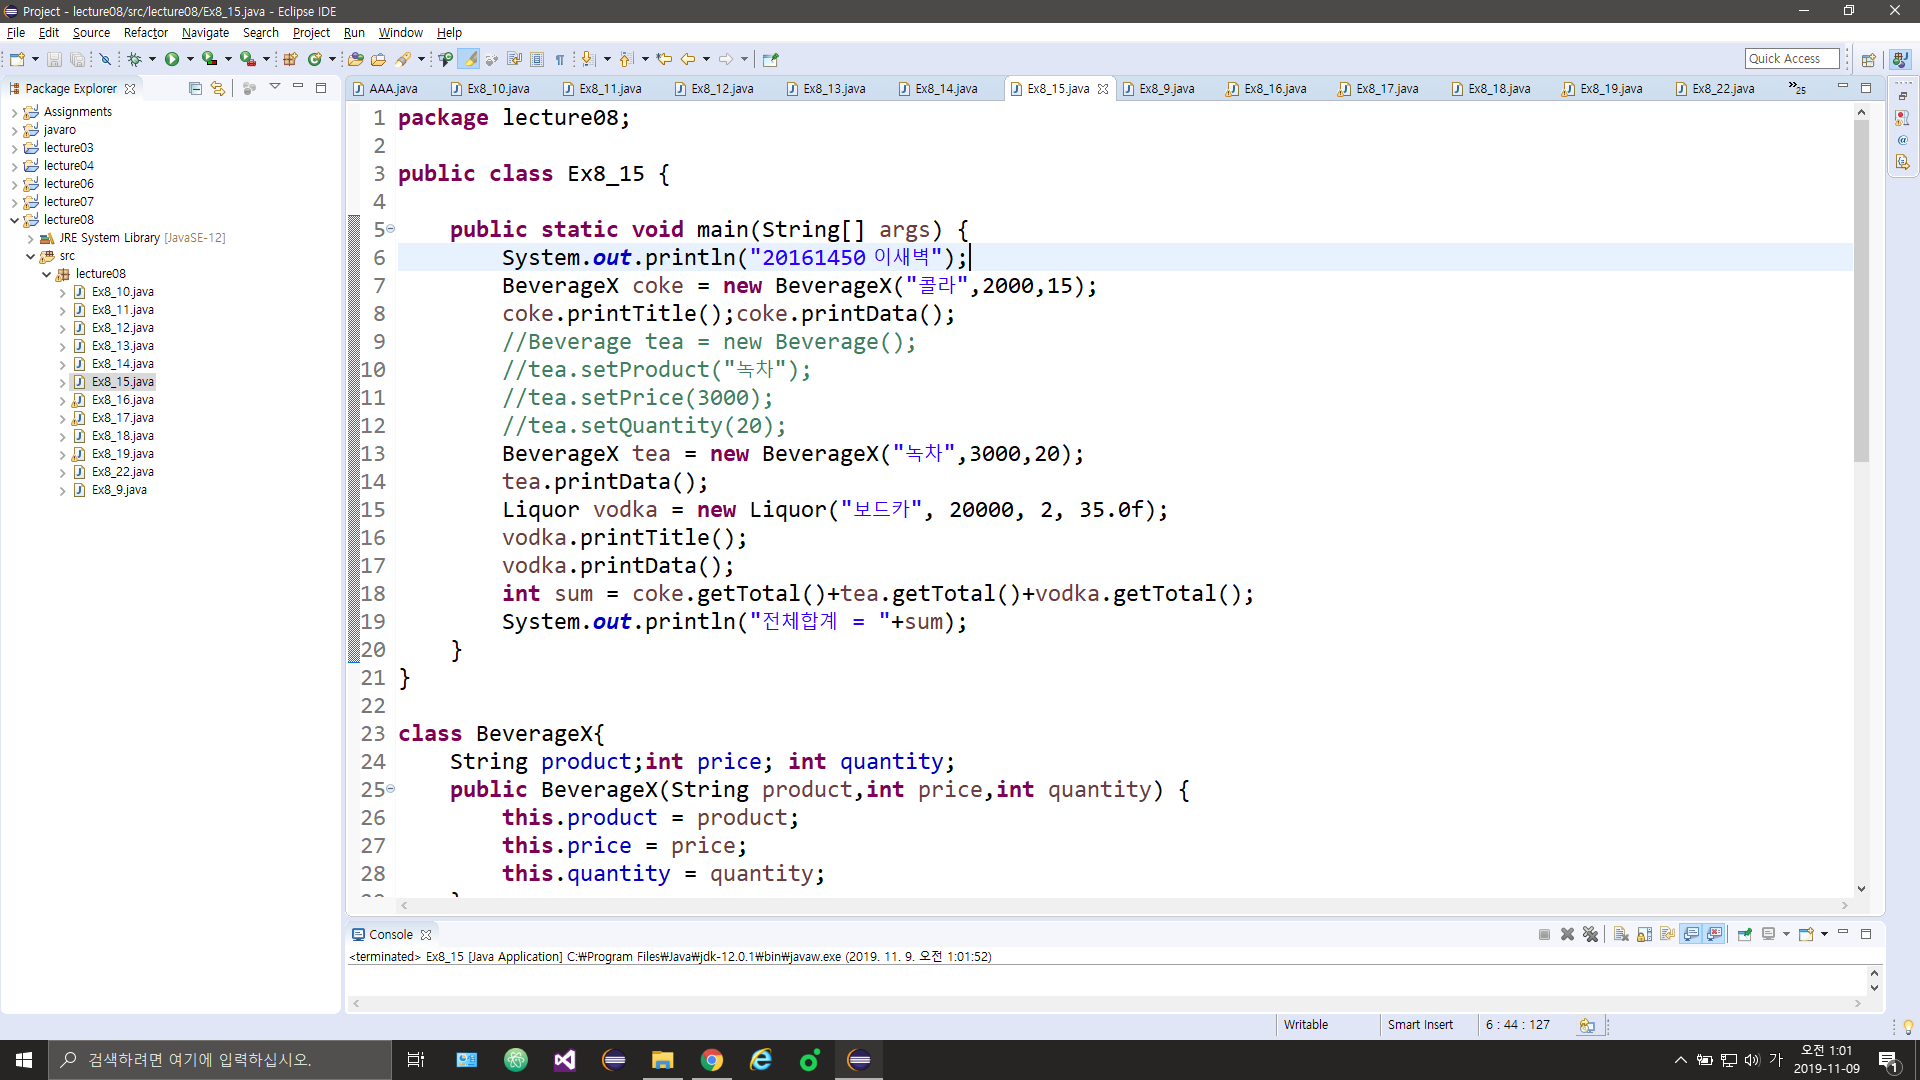 Project - lecture08/src/lecture08/Ex8_15.java - Eclipse IDE
File Edit Source Refactor Navigate Search Project Run Window Help
Quick Access
Package Explorer
Assignments
javaro
lecture03
lecture04
lecture06
lecture07
lecture08
JRE System Library [JavaSE-12]
src
lecture08
Ex8_10.java
Ex8_11.java
Ex8_12.java
Ex8_13.java
Ex8_14.java
Ex8_15.java
Ex8_16.java
Ex8_17.java
Ex8_18.java
Ex8_19.java
Ex8_22.java
Ex8_9.java
AAA.java Ex8_10.java Ex8_11.java Ex8_12.java Ex8_13.java Ex8_14.java Ex8_15.java Ex8_9.java Ex8_16.java Ex8_17.java Ex8_18.java Ex8_19.java Ex8_22.java »25
1 package lecture08;
2
3 public class Ex8_15 {
4
5 public static void main(String[] args) {
6 System.out.println("20161450 이새벽");
7 BeverageX coke = new BeverageX("콜라",2000,15);
8 coke.printTitle();coke.printData();
9 //Beverage tea = new Beverage();
10 //tea.setProduct("녹차");
11 //tea.setPrice(3000);
12 //tea.setQuantity(20);
13 BeverageX tea = new BeverageX("녹차",3000,20);
14 tea.printData();
15 Liquor vodka = new Liquor("보드카", 20000, 2, 35.0f);
16 vodka.printTitle();
17 vodka.printData();
18 int sum = coke.getTotal()+tea.getTotal()+vodka.getTotal();
19 System.out.println("전체합계 = "+sum);
20 }
21 }
22
23 class BeverageX{
24 String product;int price; int quantity;
25 public BeverageX(String product,int price,int quantity) {
26 this.product = product;
27 this.price = price;
28 this.quantity = quantity;
Console
<terminated> Ex8_15 [Java Application] C:₩Program Files₩Java₩jdk-12.0.1₩bin₩javaw.exe (2019. 11. 9. 오전 1:01:52)
Writable Smart Insert 6 : 44 : 127
검색하려면 여기에 입력하십시오.
가
오전 1:01
2019-11-09
1